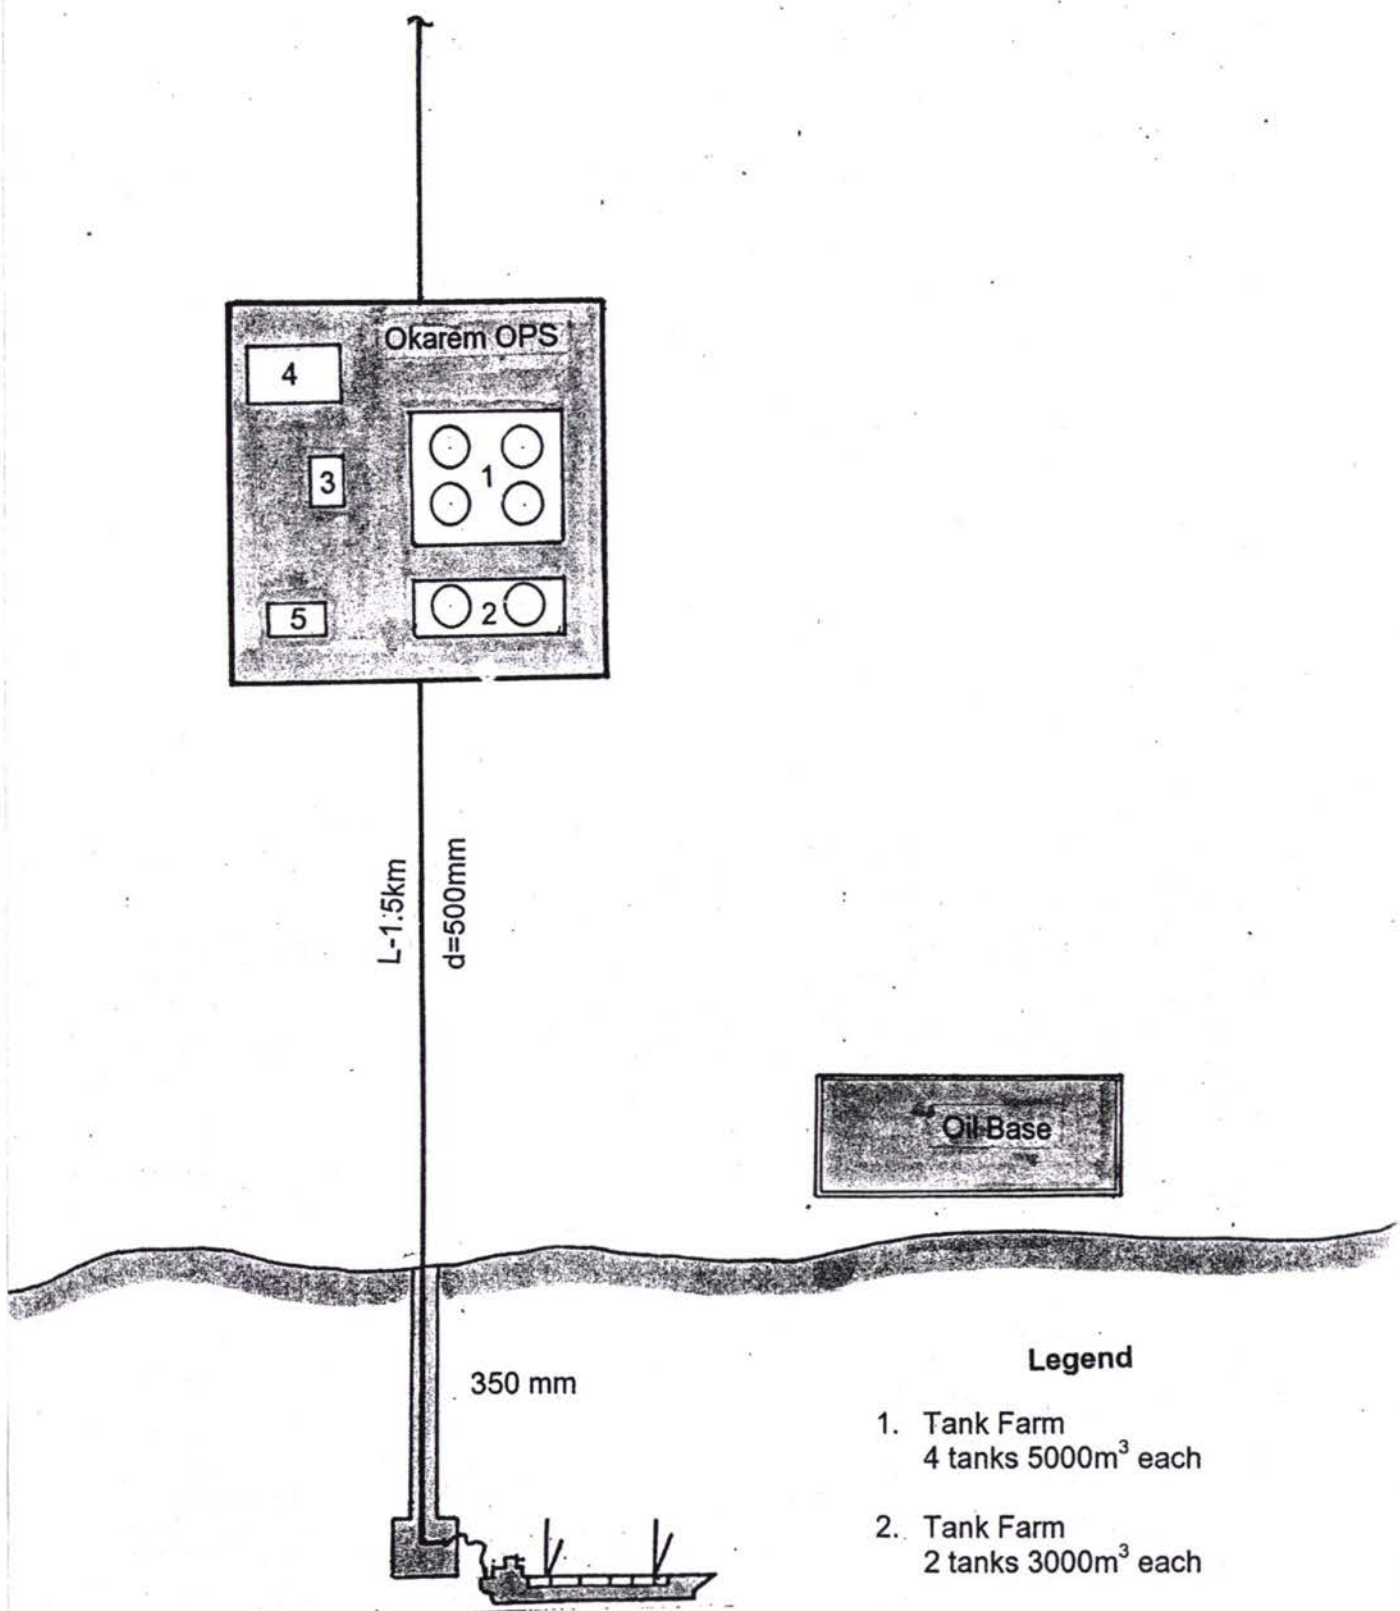 Okarem OPS
4
3
1
5
2
L-1.5km
d=500mm
Oil Base
350 mm
Legend
1. Tank Farm
4 tanks 5000m³ each
2. Tank Farm
2 tanks 3000m³ each